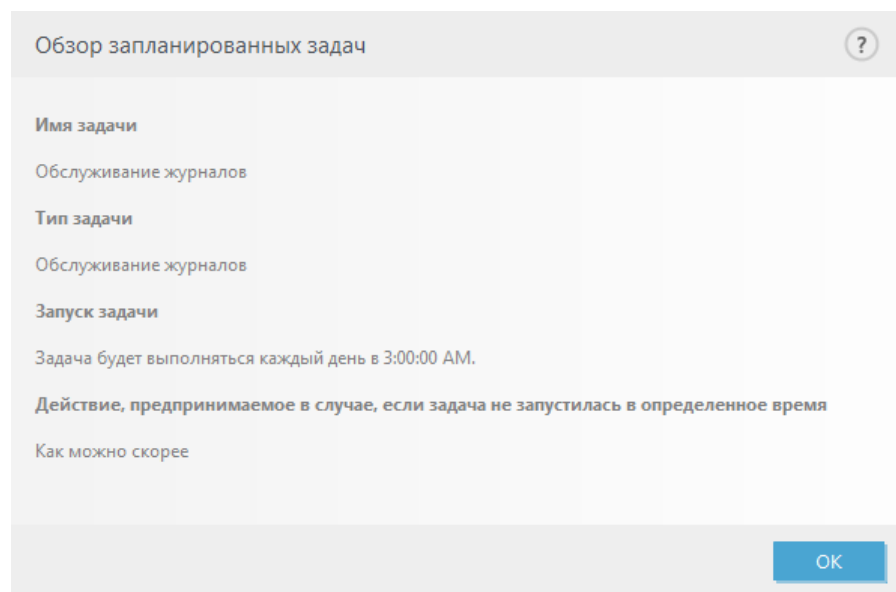 Обзор запланированных задач
?
Имя задачи
Обслуживание журналов
Тип задачи
Обслуживание журналов
Запуск задачи
Задача будет выполняться каждый день в 3:00:00 AM.
Действие, предпринимаемое в случае, если задача не запустилась в определенное время
Как можно скорее
OK